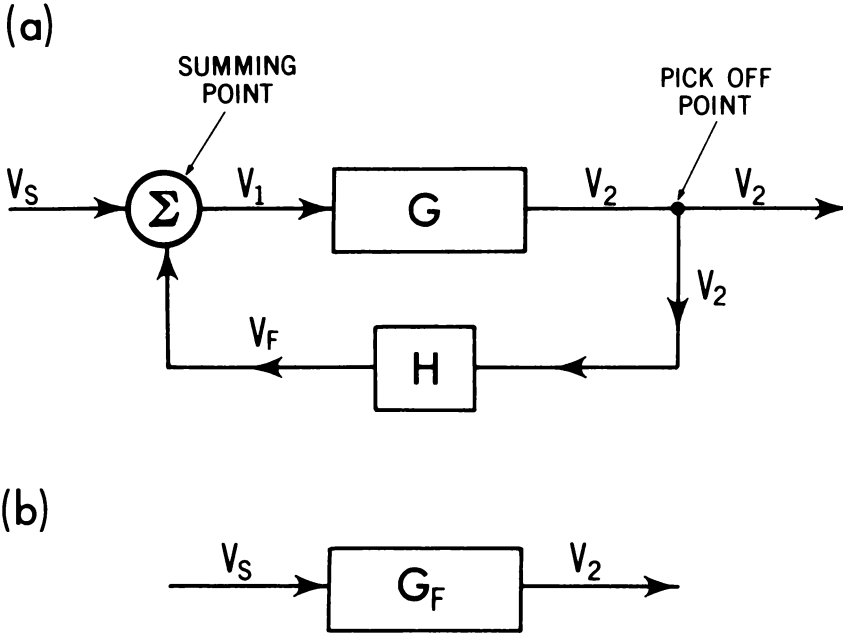 (a)
SUMMING
POINT
PICK OFF
POINT
V_S
Σ
V_1
G
V_2
V_2
V_2
V_F
H
(b)
V_S
G_F
V_2